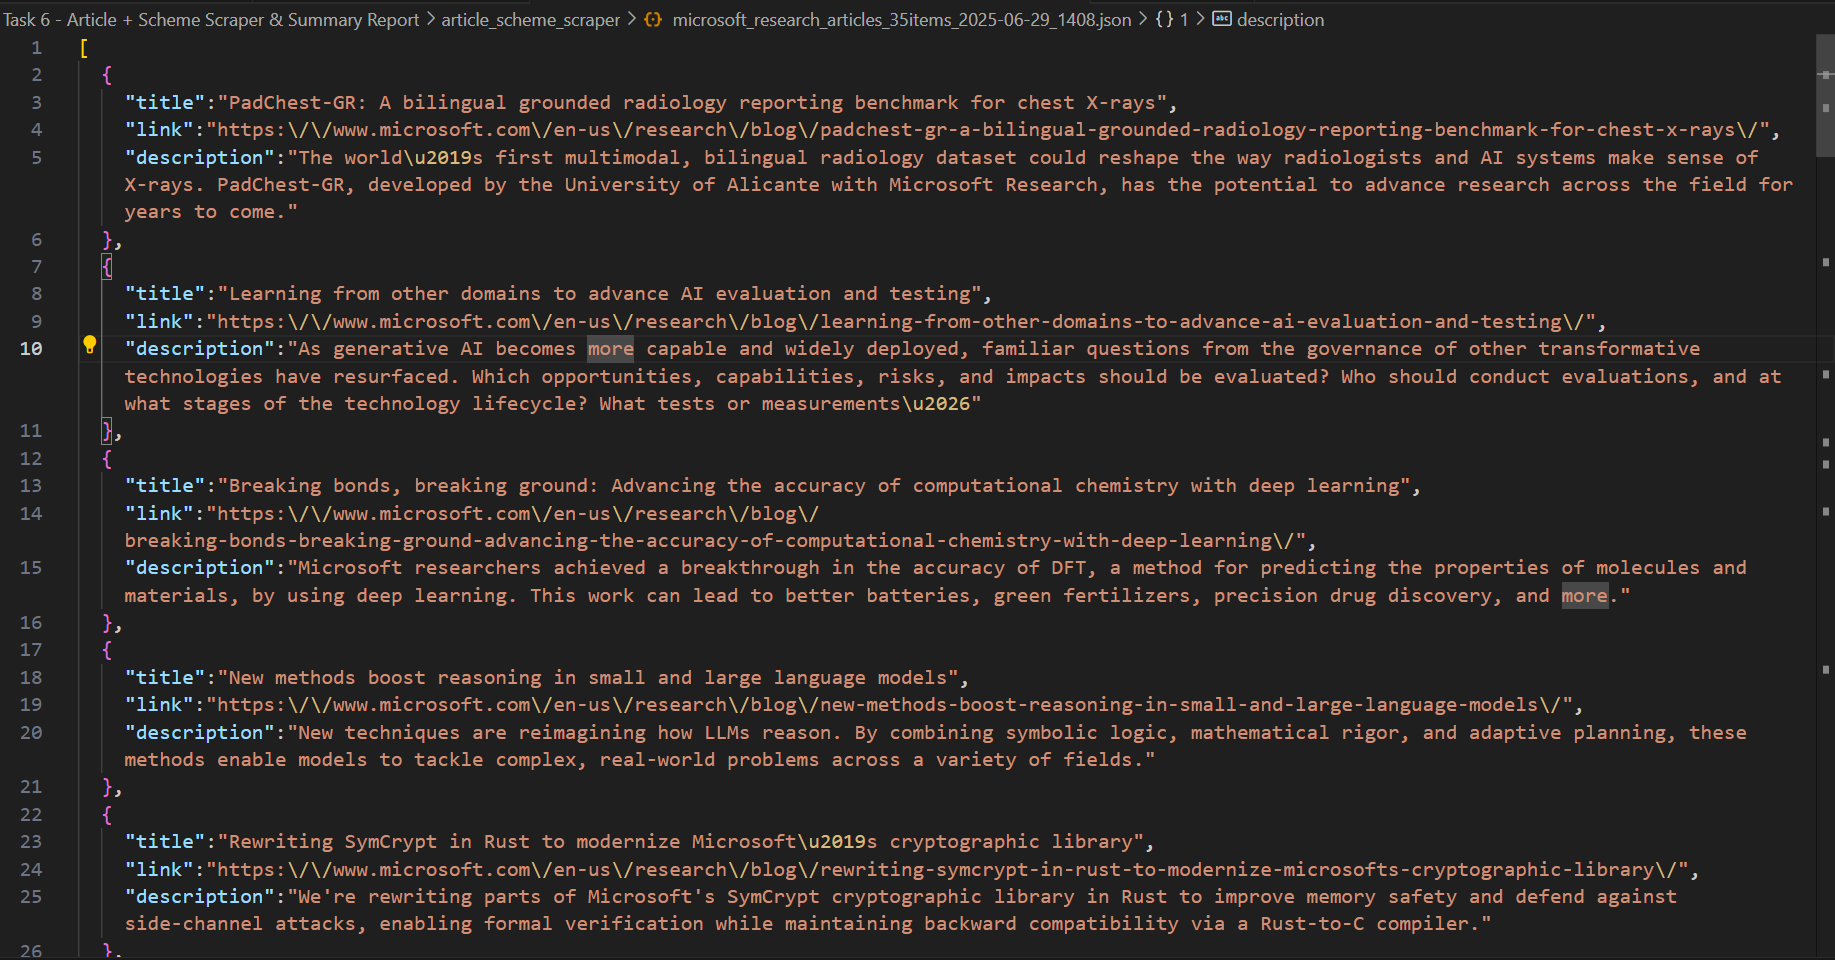 Task 6 - Article + Scheme Scraper & Summary Report > article_scheme_scraper > {} microsoft_research_articles_35items_2025-06-29_1408.json > {} 1 > abc description
1 [
2 {
3 "title":"PadChest-GR: A bilingual grounded radiology reporting benchmark for chest X-rays",
4 "link":"https:\/\/www.microsoft.com\/en-us\/research\/blog\/padchest-gr-a-bilingual-grounded-radiology-reporting-benchmark-for-chest-x-rays\/",
5 "description":"The world\u2019s first multimodal, bilingual radiology dataset could reshape the way radiologists and AI systems make sense of
X-rays. PadChest-GR, developed by the University of Alicante with Microsoft Research, has the potential to advance research across the field for
years to come."
6 },
7 {
8 "title":"Learning from other domains to advance AI evaluation and testing",
9 "link":"https:\/\/www.microsoft.com\/en-us\/research\/blog\/learning-from-other-domains-to-advance-ai-evaluation-and-testing\/",
10 "description":"As generative AI becomes more capable and widely deployed, familiar questions from the governance of other transformative
technologies have resurfaced. Which opportunities, capabilities, risks, and impacts should be evaluated? Who should conduct evaluations, and at
what stages of the technology lifecycle? What tests or measurements\u2026"
11 },
12 {
13 "title":"Breaking bonds, breaking ground: Advancing the accuracy of computational chemistry with deep learning",
14 "link":"https:\/\/www.microsoft.com\/en-us\/research\/blog\/
breaking-bonds-breaking-ground-advancing-the-accuracy-of-computational-chemistry-with-deep-learning\/",
15 "description":"Microsoft researchers achieved a breakthrough in the accuracy of DFT, a method for predicting the properties of molecules and
materials, by using deep learning. This work can lead to better batteries, green fertilizers, precision drug discovery, and more."
16 },
17 {
18 "title":"New methods boost reasoning in small and large language models",
19 "link":"https:\/\/www.microsoft.com\/en-us\/research\/blog\/new-methods-boost-reasoning-in-small-and-large-language-models\/",
20 "description":"New techniques are reimagining how LLMs reason. By combining symbolic logic, mathematical rigor, and adaptive planning, these
methods enable models to tackle complex, real-world problems across a variety of fields."
21 },
22 {
23 "title":"Rewriting SymCrypt in Rust to modernize Microsoft\u2019s cryptographic library",
24 "link":"https:\/\/www.microsoft.com\/en-us\/research\/blog\/rewriting-symcrypt-in-rust-to-modernize-microsofts-cryptographic-library\/",
25 "description":"We're rewriting parts of Microsoft's SymCrypt cryptographic library in Rust to improve memory safety and defend against
side-channel attacks, enabling formal verification while maintaining backward compatibility via a Rust-to-C compiler."
26 },